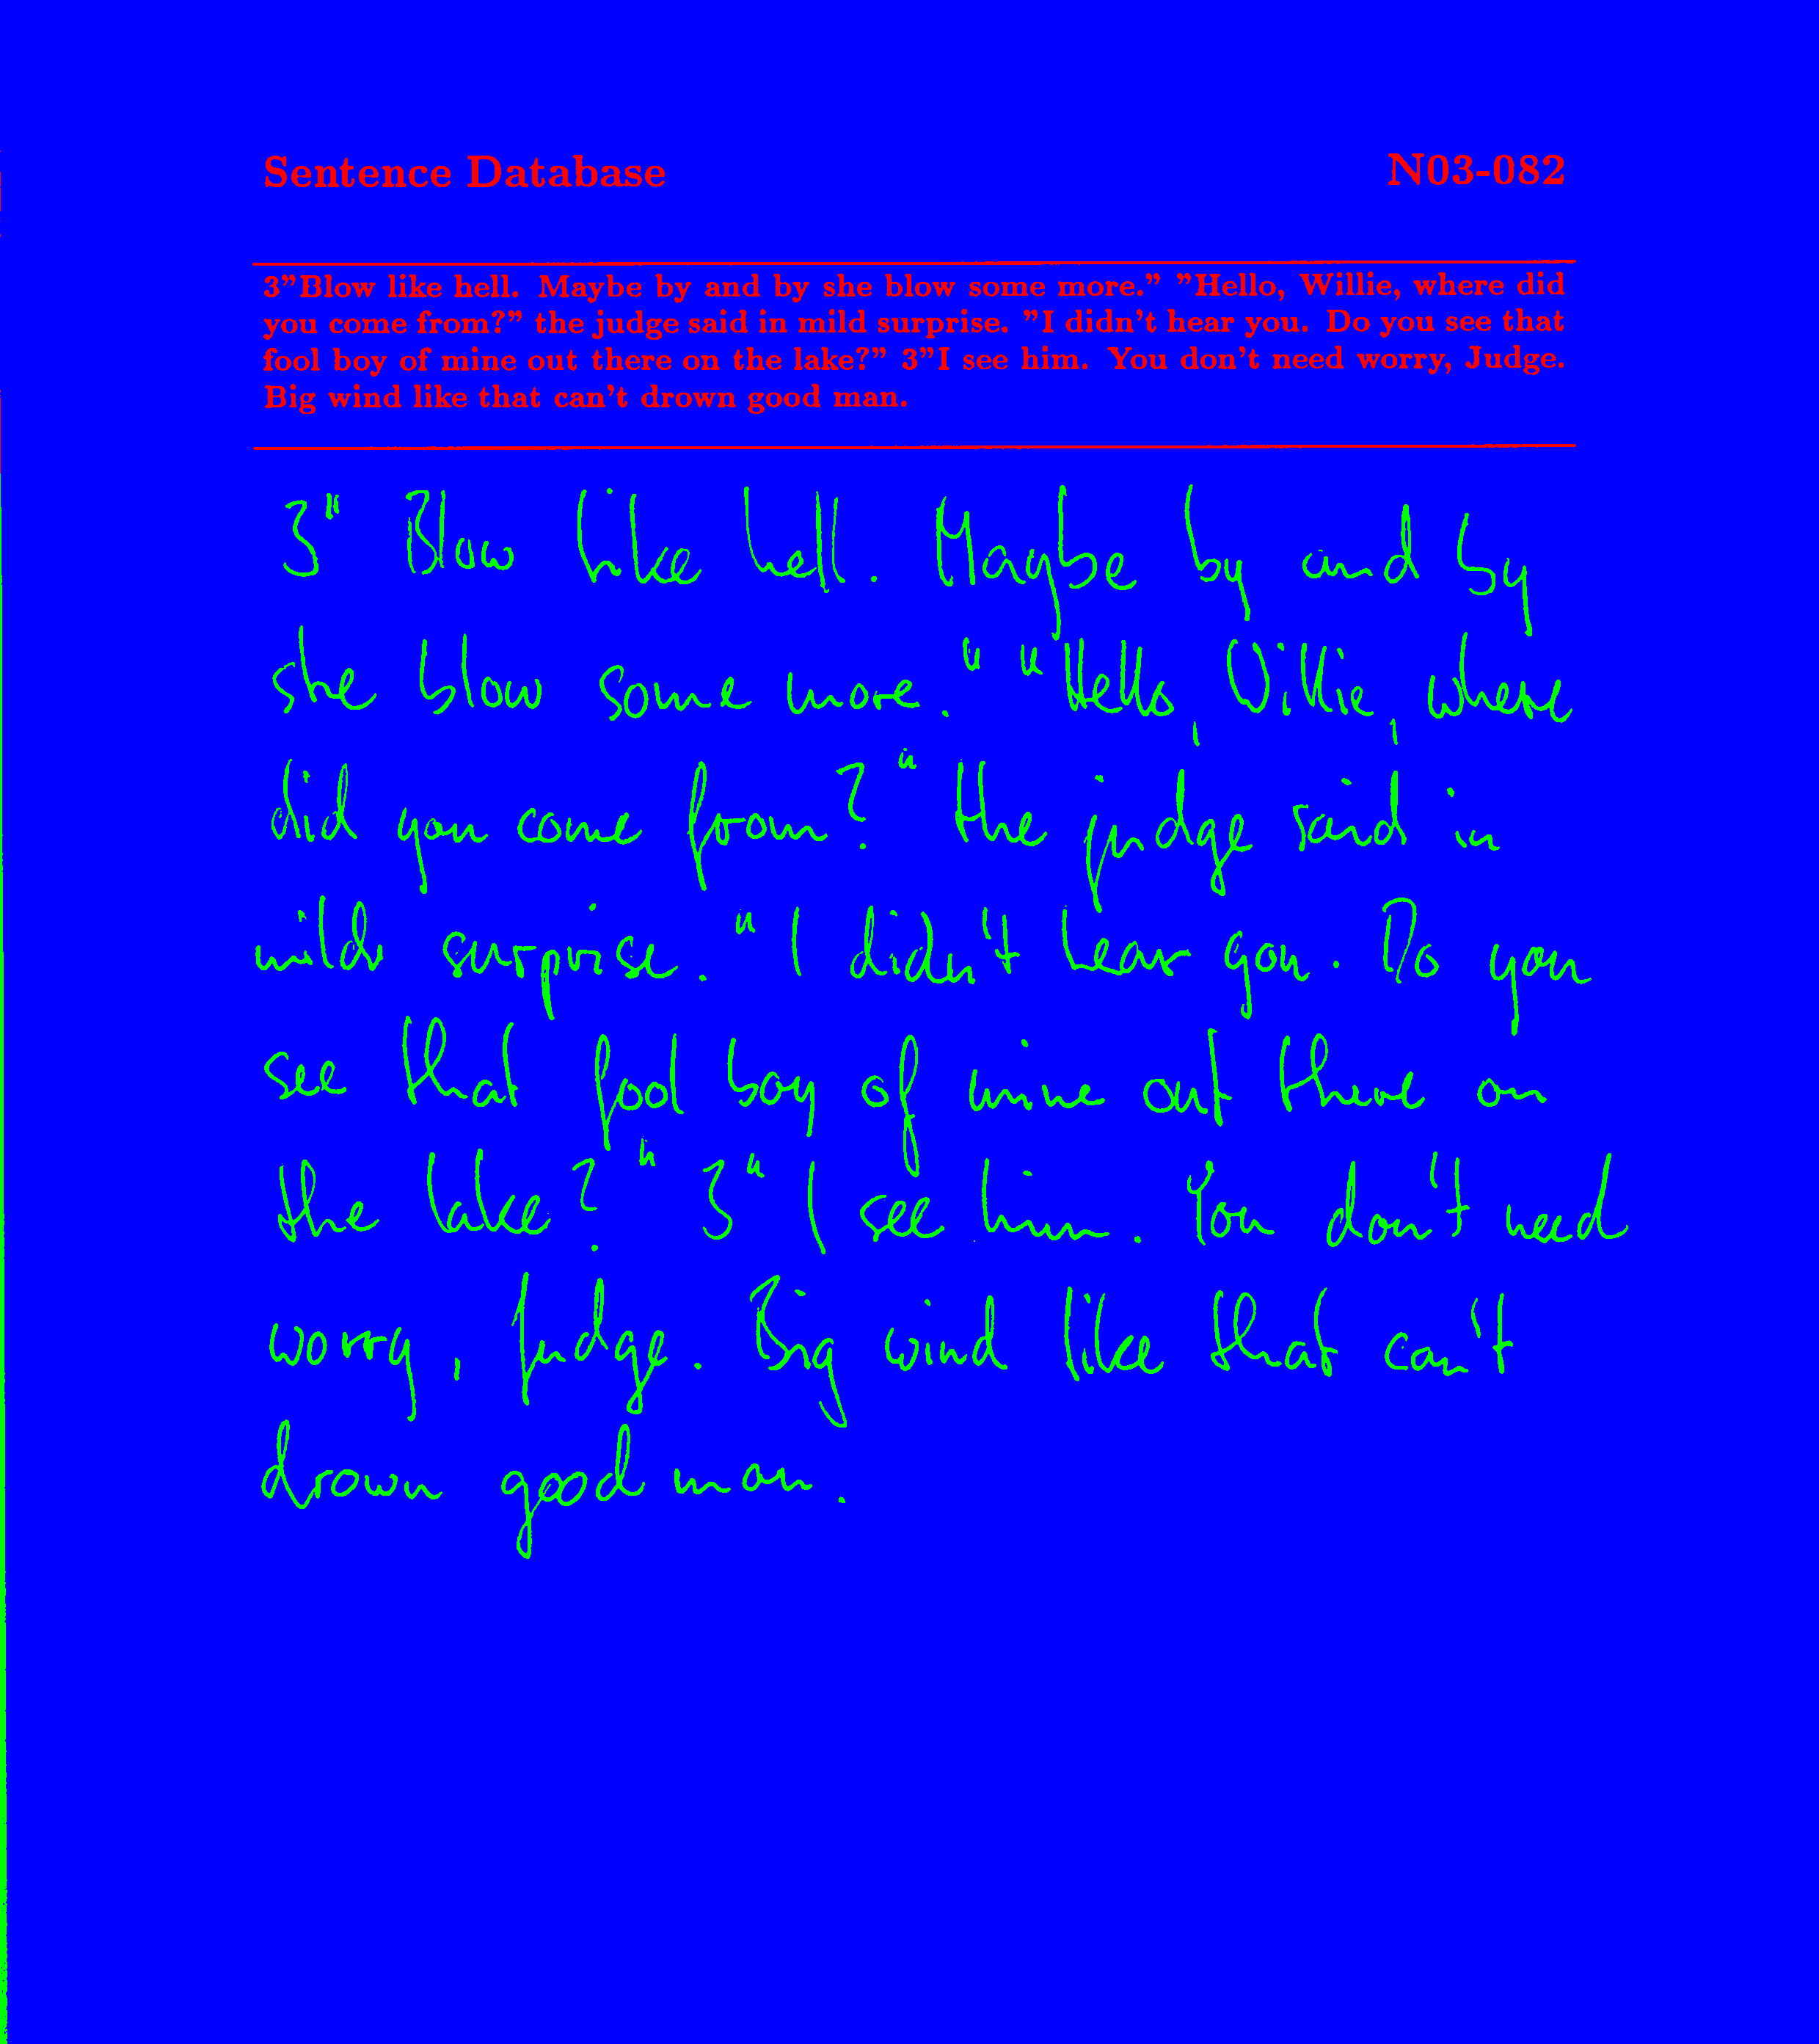 Sentence Database N03-082
3"Blow like hell. Maybe by and by she blow some more." "Hello, Willie, where did
you come from?" the judge said in mild surprise. "I didn't hear you. Do you see that
fool boy of mine out there on the lake?" 3"I see him. You don't need worry, Judge.
Big wind like that can't drown good man.
3" Blow like hell. Maybe by and by
she blow some more." "Hello, Willie, where
did you come from?" the judge said in
mild surprise. "I didn't hear you. Do you
see that fool boy of mine out there on
the lake?" 3" I see him. You don't need
worry, Judge. Big wind like that can't
drown good man.